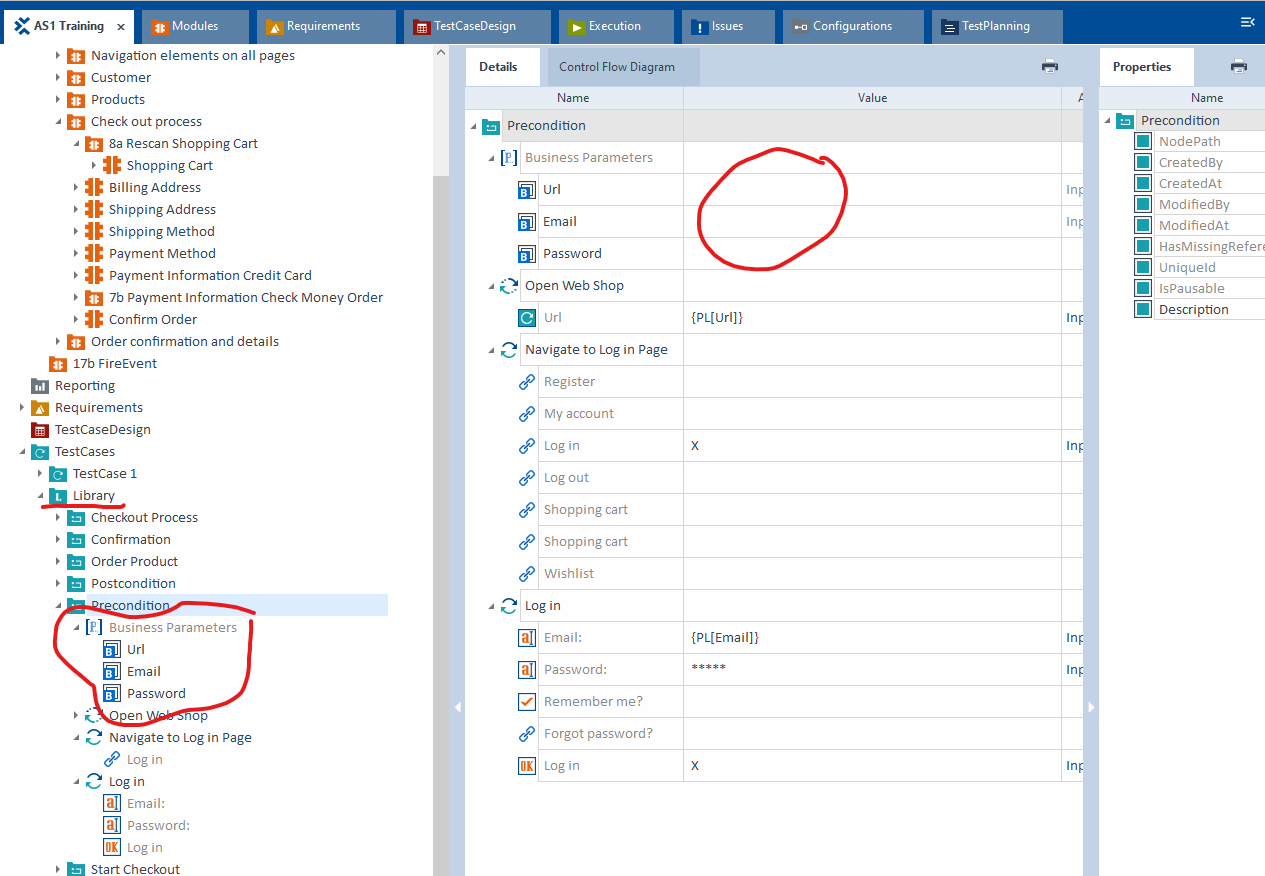 AS1 Training × Modules Requirements TestCaseDesign Execution Issues Configurations TestPlanning
Navigation elements on all pages
Customer
Products
Check out process
8a Rescan Shopping Cart
Shopping Cart
Billing Address
Shipping Address
Shipping Method
Payment Method
Payment Information Credit Card
7b Payment Information Check Money Order
Confirm Order
Order confirmation and details
17b FireEvent
Reporting
Requirements
TestCaseDesign
TestCases
TestCase 1
Library
Checkout Process
Confirmation
Order Product
Postcondition
Precondition
Business Parameters
Url
Email
Password
Open Web Shop
Navigate to Log in Page
Log in
Log in
Email:
Password:
Log in
Start Checkout
Details Control Flow Diagram
Name Value A
Precondition
Business Parameters
Url Inp
Email Inp
Password
Open Web Shop
Url {PL[Url]} Inp
Navigate to Log in Page
Register
My account
Log in X Inp
Log out
Shopping cart
Shopping cart
Wishlist
Log in
Email: {PL[Email]} Inp
Password: ***** Inp
Remember me?
Forgot password?
OK Log in X Inp
Properties
Name
Precondition
NodePath
CreatedBy
CreatedAt
ModifiedBy
ModifiedAt
HasMissingRefere
UniqueId
IsPausable
Description